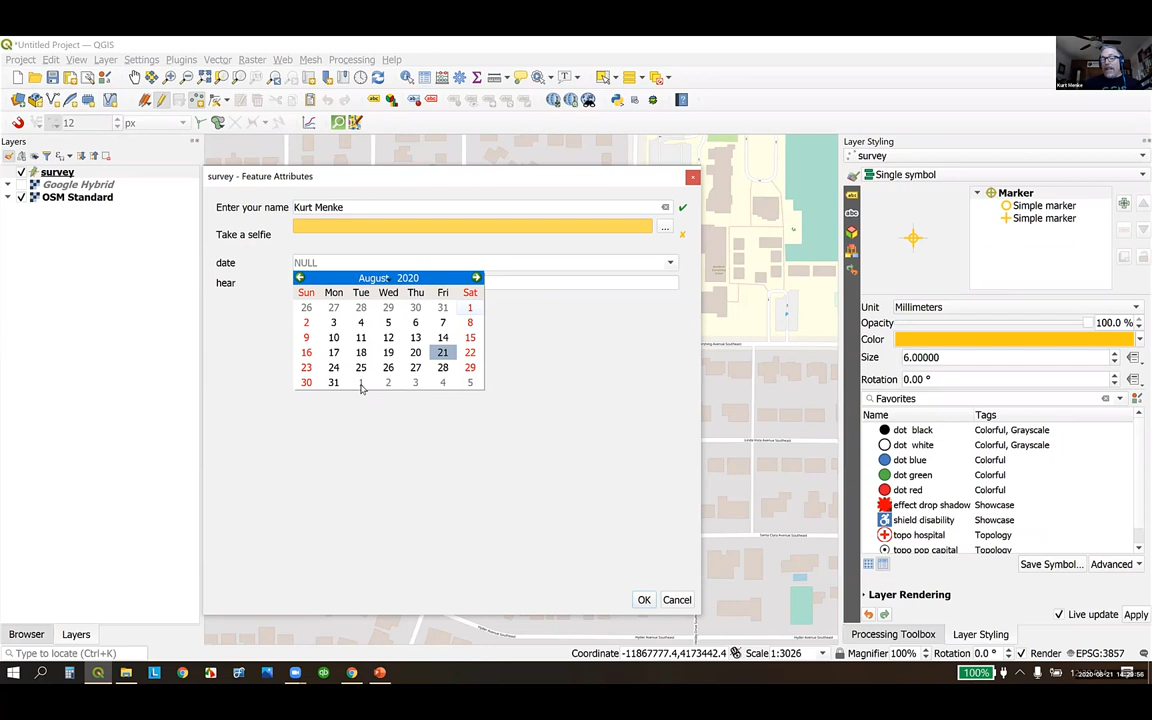 *Untitled Project — QGIS
Project Edit View Layer Settings Plugins Vector Raster Database Web Mesh Processing Help
Kurt Menke
12 px
Layers
survey
Google Hybrid
OSM Standard
survey - Feature Attributes
Enter your name Kurt Menke
Take a selfie ...
date NULL
hear
August 2020
Sun Mon Tue Wed Thu Fri Sat
26 27 28 29 30 31 1
2 3 4 5 6 7 8
9 10 11 12 13 14 15
16 17 18 19 20 21 22
23 24 25 26 27 28 29
30 31 1 2 3 4 5
OK Cancel
Layer Styling
survey
Single symbol
Marker
Simple marker
Simple marker
Unit Millimeters
Opacity 100.0 %
Color
Size 6.00000
Rotation 0.00 °
Favorites
Name Tags
dot black Colorful, Grayscale
dot white Colorful, Grayscale
dot blue Colorful
dot green Colorful
dot red Colorful
effect drop shadow Showcase
shield disability Showcase
topo hospital Topology
topo pop capital Topology
Save Symbol... Advanced
Layer Rendering
Live update Apply
Browser Layers
Processing Toolbox Layer Styling
Type to locate (Ctrl+K)
Coordinate -11867777.4,4173442.4 Scale 1:3026 Magnifier 100% Rotation 0.0 ° Render EPSG:3857
100%